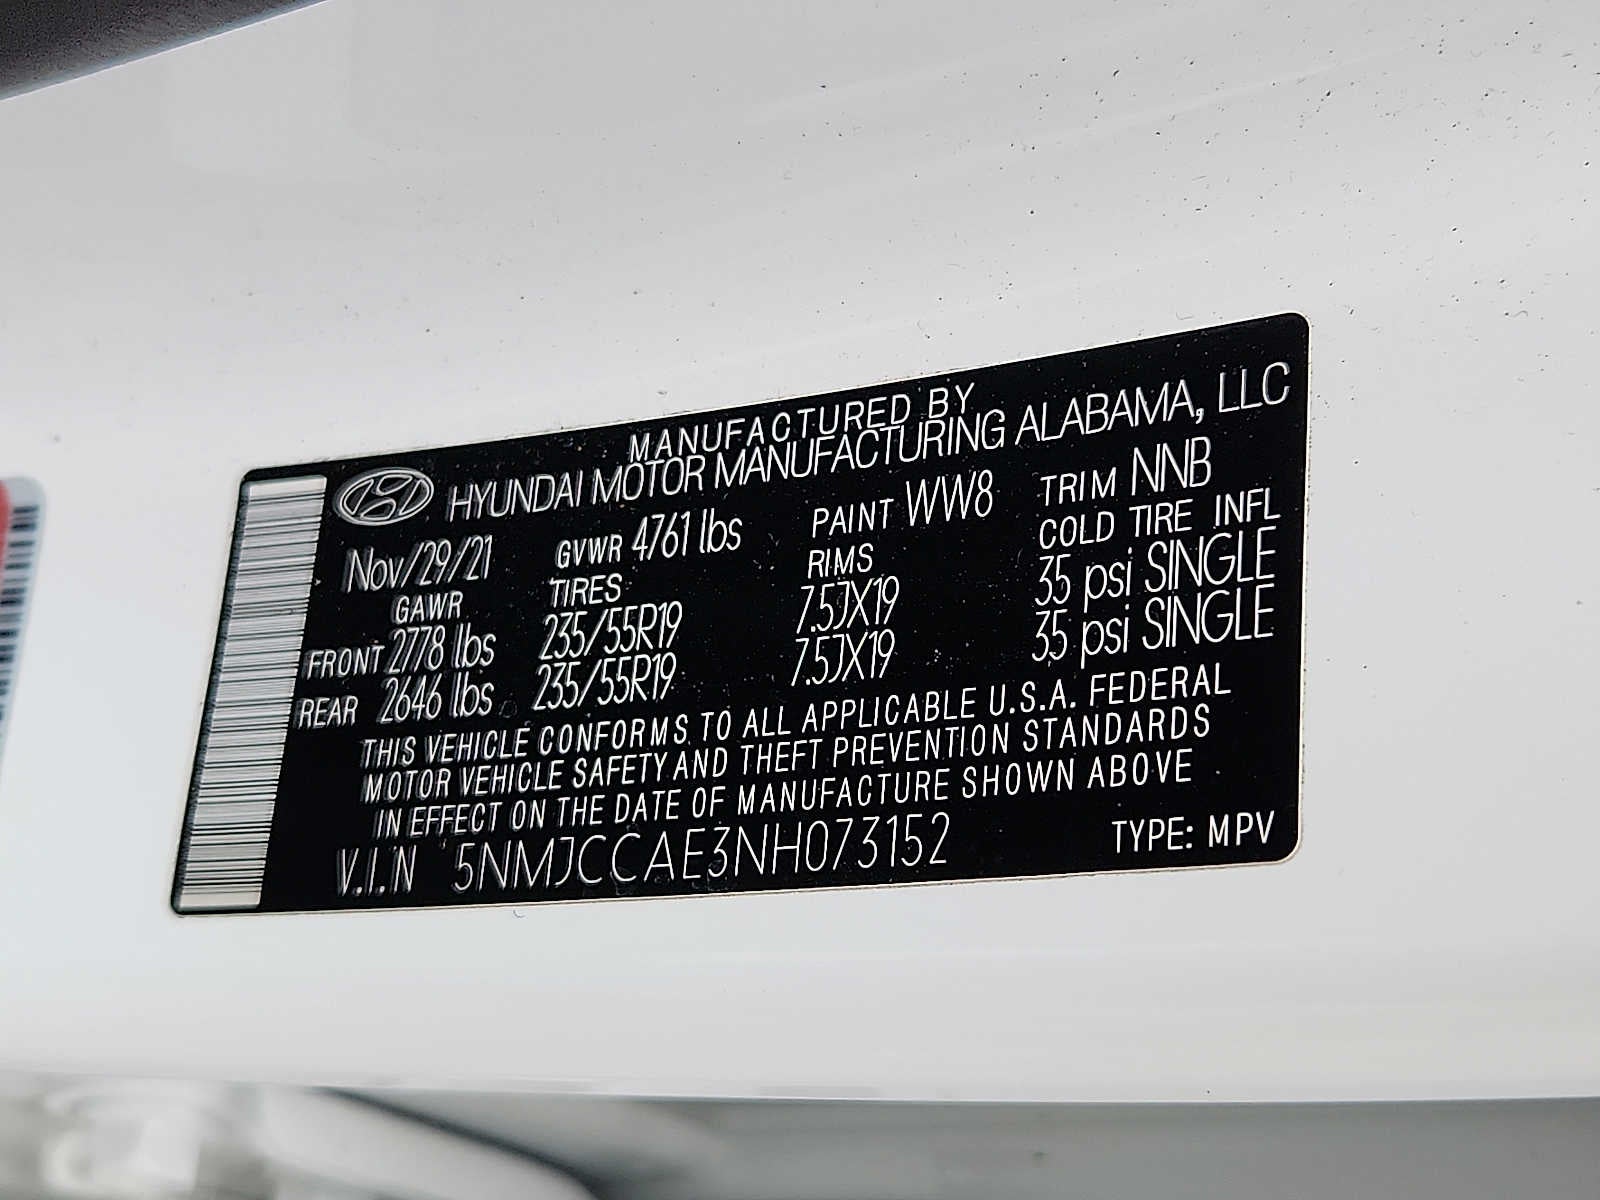 MANUFACTURED BY
HYUNDAI MOTOR MANUFACTURING ALABAMA, LLC
Nov/29/21 GVWR 4761 lbs PAINT WW8 TRIM NNB
GAWR TIRES RIMS COLD TIRE INFL
FRONT 2778 lbs 235/55R19 7.5JX19 35 psi SINGLE
REAR 2646 lbs 235/55R19 7.5JX19 35 psi SINGLE
THIS VEHICLE CONFORMS TO ALL APPLICABLE U.S.A. FEDERAL
MOTOR VEHICLE SAFETY AND THEFT PREVENTION STANDARDS
IN EFFECT ON THE DATE OF MANUFACTURE SHOWN ABOVE
V.I.N 5NMJCCAE3NH073152 TYPE: MPV